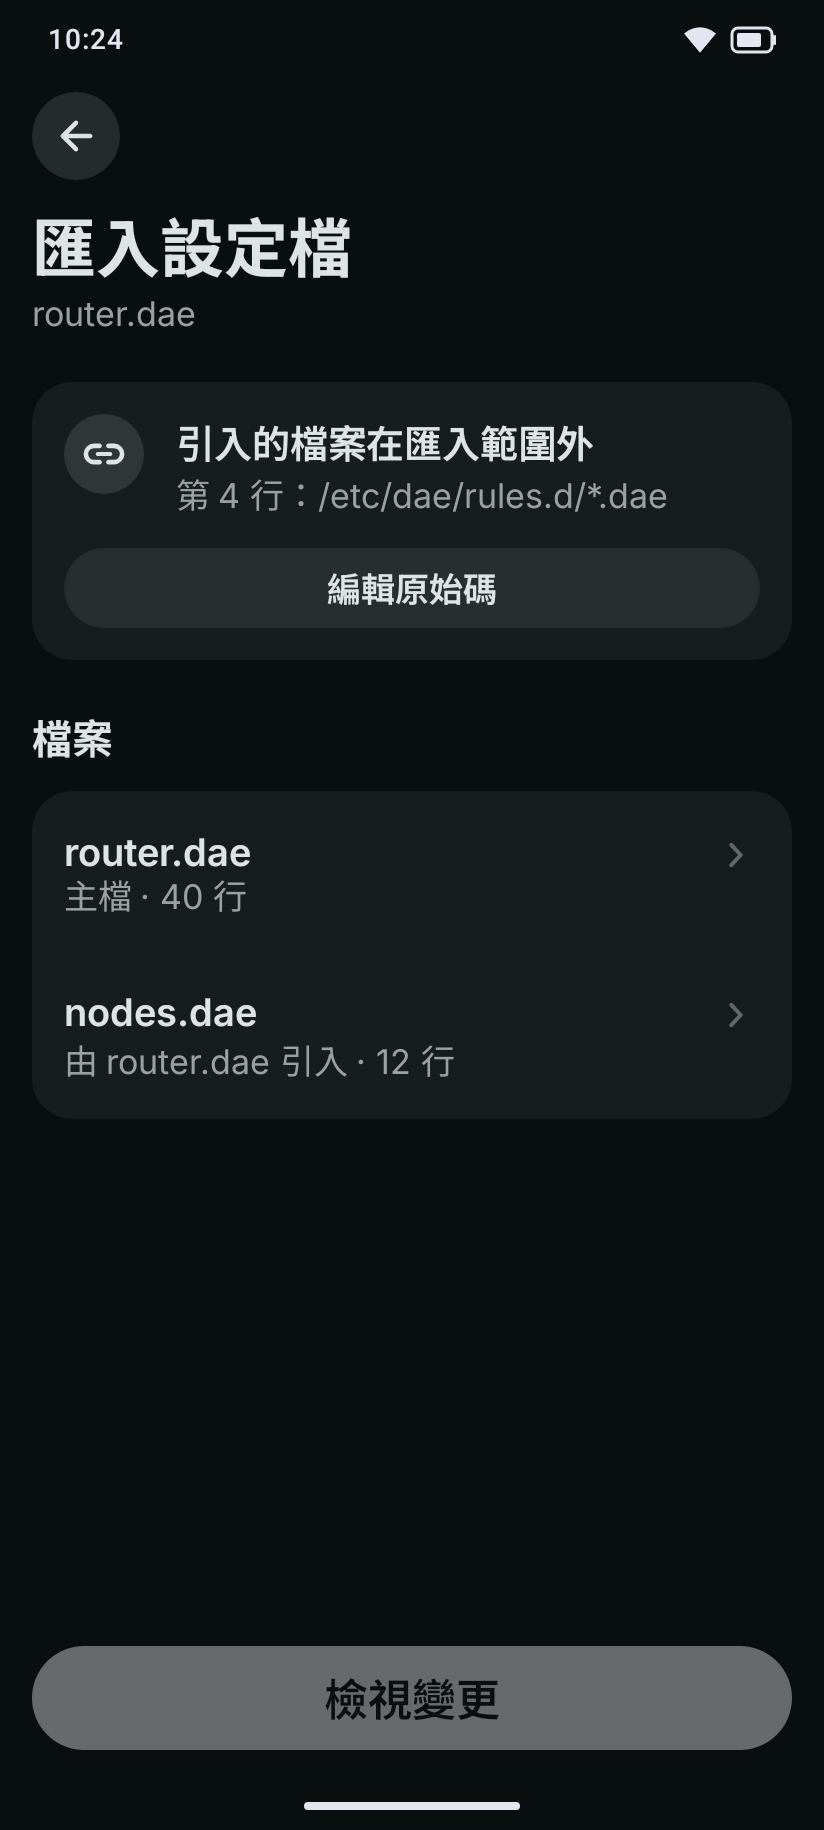 10:24
匯入設定檔
router.dae
引入的檔案在匯入範圍外
第 4 行：/etc/dae/rules.d/*.dae
編輯原始碼
檔案
router.dae
主檔 · 40 行
nodes.dae
由 router.dae 引入 · 12 行
檢視變更